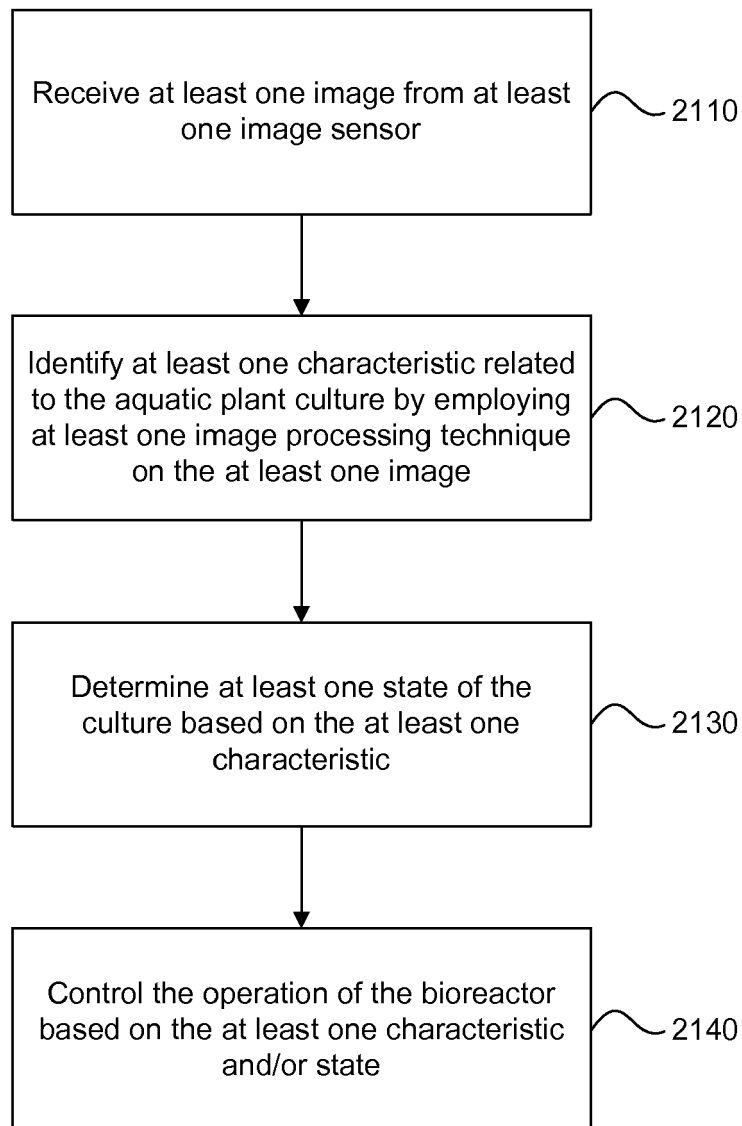 Receive at least one image from at least
one image sensor
2110
Identify at least one characteristic related
to the aquatic plant culture by employing
at least one image processing technique
on the at least one image
2120
Determine at least one state of the
culture based on the at least one
characteristic
2130
Control the operation of the bioreactor
based on the at least one characteristic
and/or state
2140